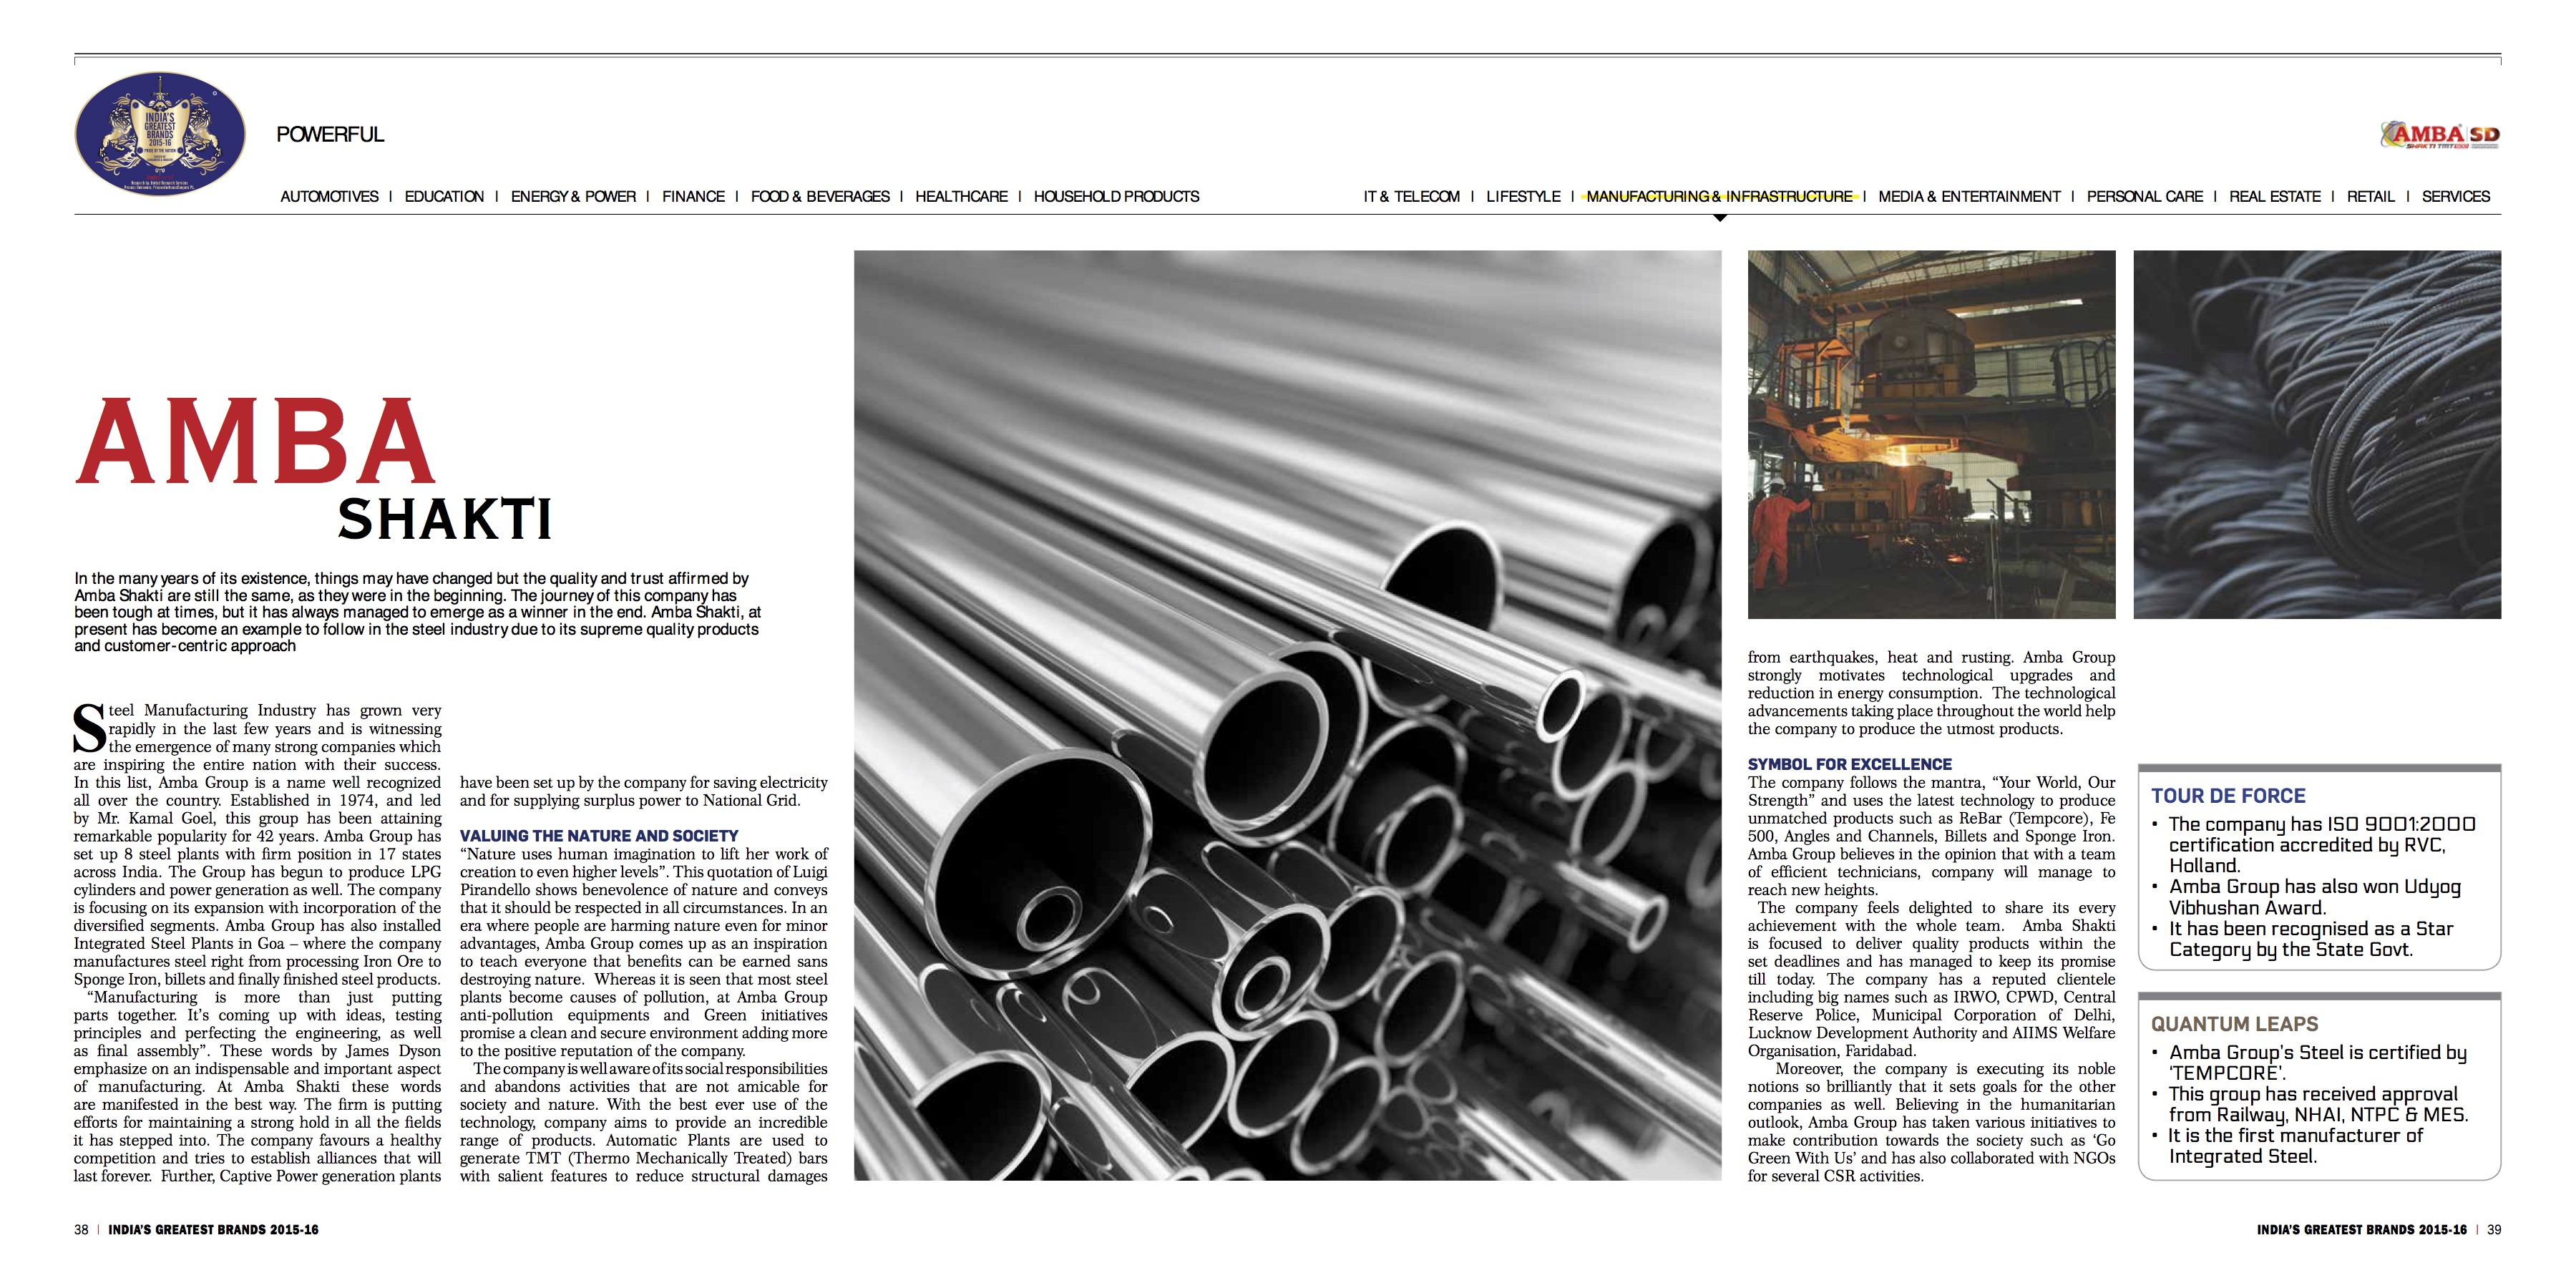 INDIA'S
GREATEST
BRANDS
2015-16
POWERFUL
AMBA SD
SHAKTI TMT
AUTOMOTIVES | EDUCATION | ENERGY & POWER | FINANCE | FOOD & BEVERAGES | HEALTHCARE | HOUSEHOLD PRODUCTS
IT & TELECOM | LIFESTYLE | MANUFACTURING & INFRASTRUCTURE | MEDIA & ENTERTAINMENT | PERSONAL CARE | REAL ESTATE | RETAIL | SERVICES
AMBA
SHAKTI
In the many years of its existence, things may have changed but the quality and trust affirmed by
Amba Shakti are still the same, as they were in the beginning. The journey of this company has
been tough at times, but it has always managed to emerge as a winner in the end. Amba Shakti, at
present has become an example to follow in the steel industry due to its supreme quality products
and customer-centric approach
Steel Manufacturing Industry has grown very
rapidly in the last few years and is witnessing
the emergence of many strong companies which
are inspiring the entire nation with their success.
In this list, Amba Group is a name well recognized
all over the country. Established in 1974, and led
by Mr. Kamal Goel, this group has been attaining
remarkable popularity for 42 years. Amba Group has
set up 8 steel plants with firm position in 17 states
across India. The Group has begun to produce LPG
cylinders and power generation as well. The company
is focusing on its expansion with incorporation of the
diversified segments. Amba Group has also installed
Integrated Steel Plants in Goa – where the company
manufactures steel right from processing Iron Ore to
Sponge Iron, billets and finally finished steel products.
“Manufacturing is more than just putting
parts together. It’s coming up with ideas, testing
principles and perfecting the engineering, as well
as final assembly”. These words by James Dyson
emphasize on an indispensable and important aspect
of manufacturing. At Amba Shakti these words
are manifested in the best way. The firm is putting
efforts for maintaining a strong hold in all the fields
it has stepped into. The company favours a healthy
competition and tries to establish alliances that will
last forever. Further, Captive Power generation plants
have been set up by the company for saving electricity
and for supplying surplus power to National Grid.
VALUING THE NATURE AND SOCIETY
“Nature uses human imagination to lift her work of
creation to even higher levels”. This quotation of Luigi
Pirandello shows benevolence of nature and conveys
that it should be respected in all circumstances. In an
era where people are harming nature even for minor
advantages, Amba Group comes up as an inspiration
to teach everyone that benefits can be earned sans
destroying nature. Whereas it is seen that most steel
plants become causes of pollution, at Amba Group
anti-pollution equipments and Green initiatives
promise a clean and secure environment adding more
to the positive reputation of the company.
The company is well aware of its social responsibilities
and abandons activities that are not amicable for
society and nature. With the best ever use of the
technology, company aims to provide an incredible
range of products. Automatic Plants are used to
generate TMT (Thermo Mechanically Treated) bars
with salient features to reduce structural damages
from earthquakes, heat and rusting. Amba Group
strongly motivates technological upgrades and
reduction in energy consumption. The technological
advancements taking place throughout the world help
the company to produce the utmost products.
SYMBOL FOR EXCELLENCE
The company follows the mantra, “Your World, Our
Strength” and uses the latest technology to produce
unmatched products such as ReBar (Tempcore), Fe
500, Angles and Channels, Billets and Sponge Iron.
Amba Group believes in the opinion that with a team
of efficient technicians, company will manage to
reach new heights.
The company feels delighted to share its every
achievement with the whole team. Amba Shakti
is focused to deliver quality products within the
set deadlines and has managed to keep its promise
till today. The company has a reputed clientele
including big names such as IRWO, CPWD, Central
Reserve Police, Municipal Corporation of Delhi,
Lucknow Development Authority and AIIMS Welfare
Organisation, Faridabad.
Moreover, the company is executing its noble
notions so brilliantly that it sets goals for the other
companies as well. Believing in the humanitarian
outlook, Amba Group has taken various initiatives to
make contribution towards the society such as ‘Go
Green With Us’ and has also collaborated with NGOs
for several CSR activities.
TOUR DE FORCE
• The company has ISO 9001:2000
certification accredited by RVC,
Holland.
• Amba Group has also won Udyog
Vibhushan Award.
• It has been recognised as a Star
Category by the State Govt.
QUANTUM LEAPS
• Amba Group's Steel is certified by
'TEMPCORE'.
• This group has received approval
from Railway, NHAI, NTPC & MES.
• It is the first manufacturer of
Integrated Steel.
38 | INDIA'S GREATEST BRANDS 2015-16
INDIA'S GREATEST BRANDS 2015-16 | 39